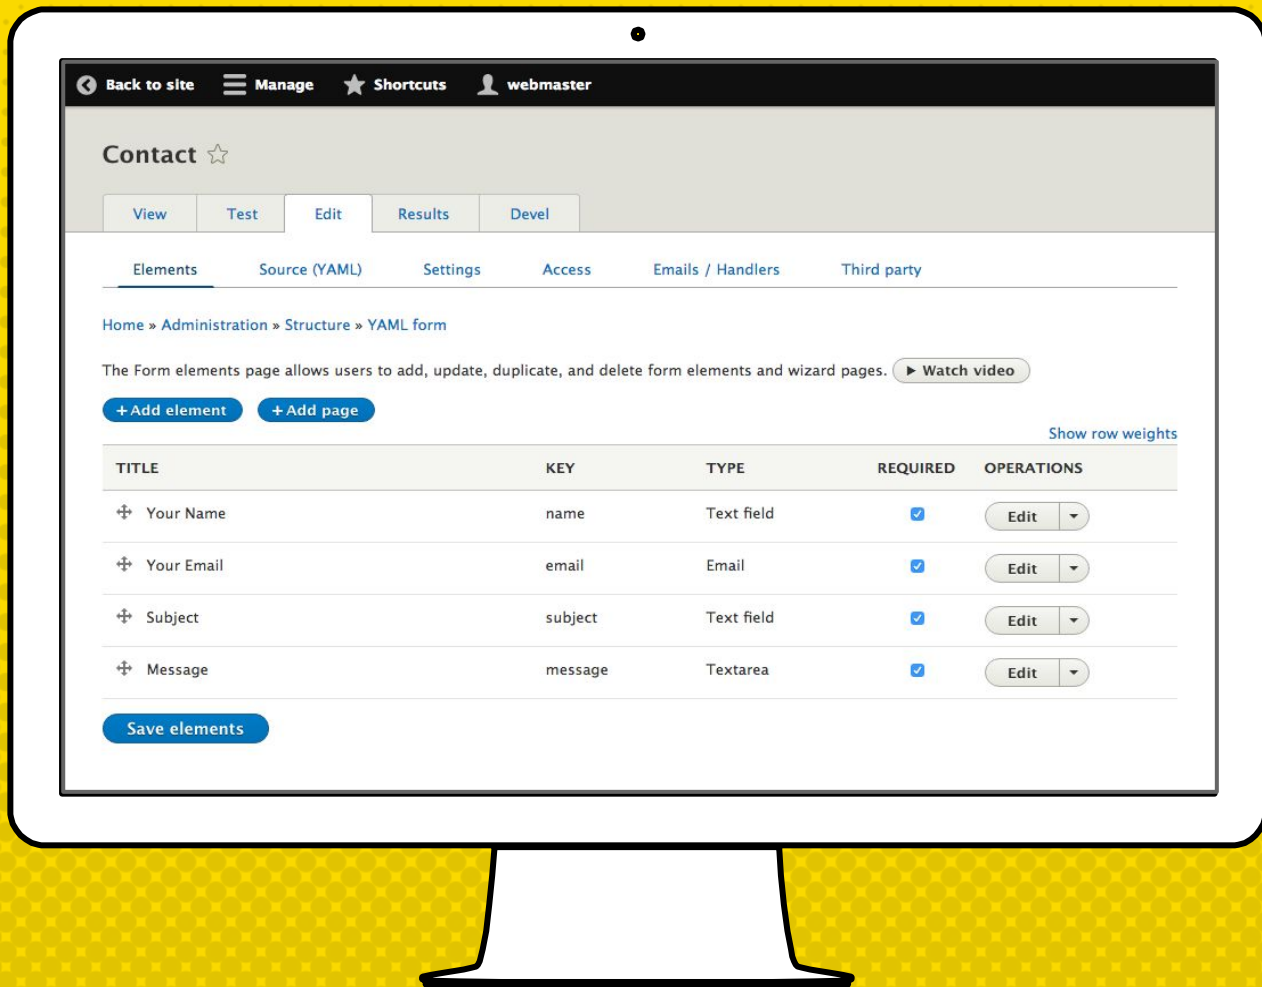 Back to site Manage Shortcuts webmaster
Contact
View Test Edit Results Devel
Elements Source (YAML) Settings Access Emails / Handlers Third party
Home » Administration » Structure » YAML form
The Form elements page allows users to add, update, duplicate, and delete form elements and wizard pages. ▶ Watch video
+ Add element + Add page
Show row weights
TITLE KEY TYPE REQUIRED OPERATIONS
Your Name name Text field Edit
Your Email email Email Edit
Subject subject Text field Edit
Message message Textarea Edit
Save elements